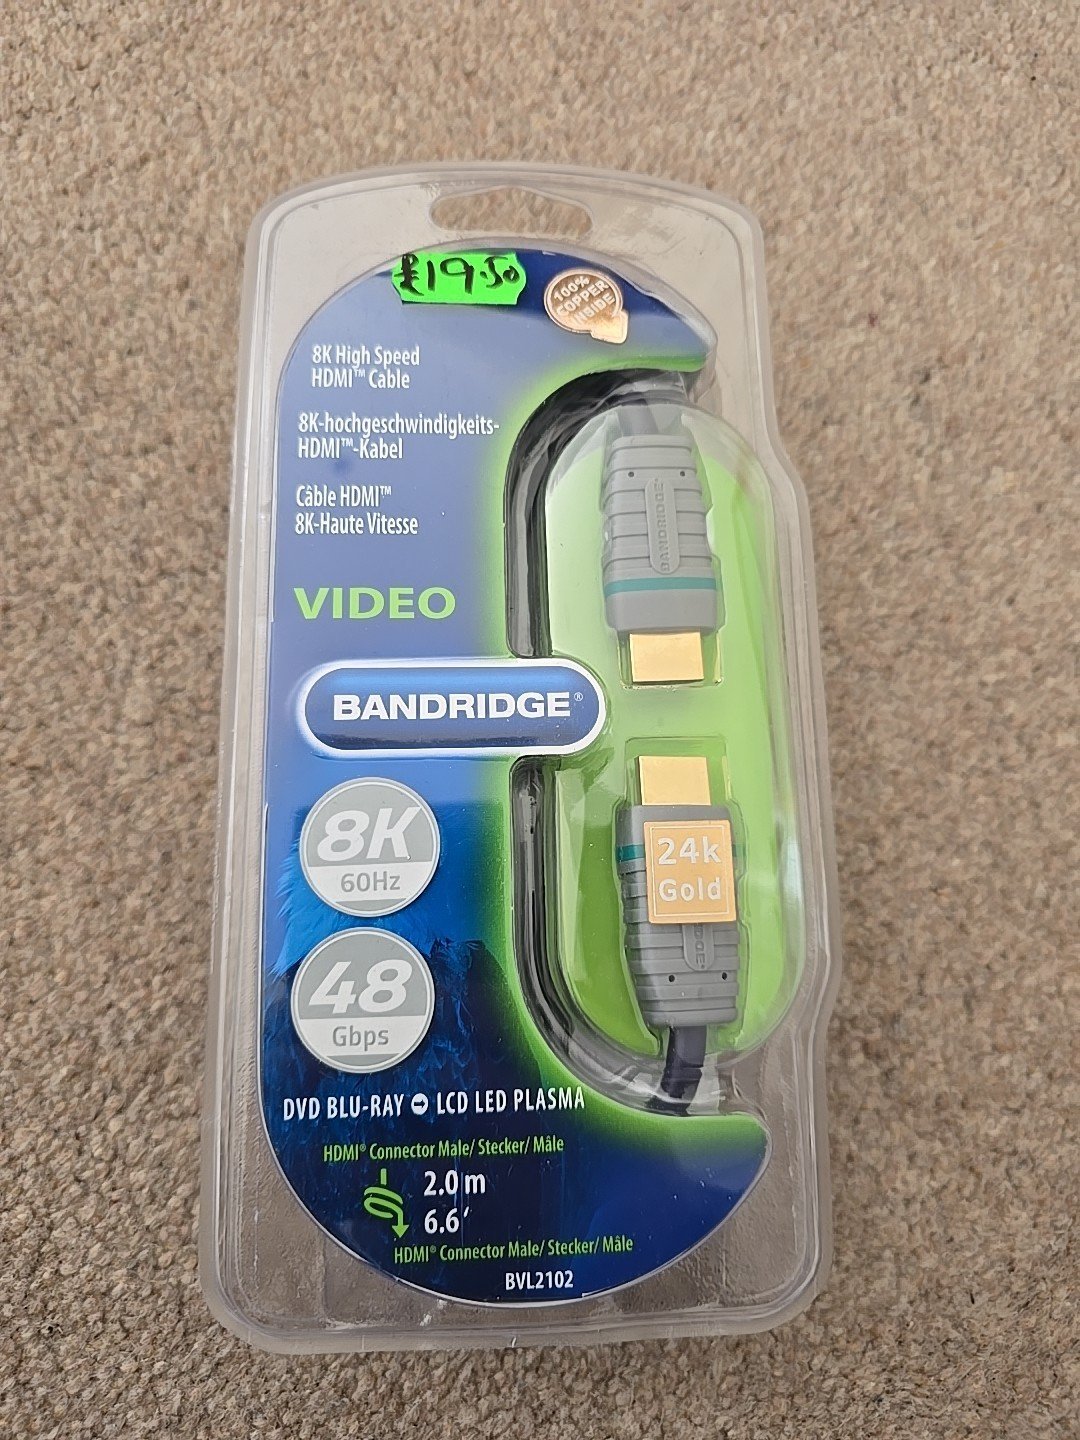 £19.50
100%
COPPER
INSIDE
8K High Speed
HDMI™ Cable
8K-hochgeschwindigkeits-
HDMI™-Kabel
Câble HDMI™
8K-Haute Vitesse
BANDRIDGE
VIDEO
BANDRIDGE®
8K
60Hz
24k
Gold
48
Gbps
DVD BLU-RAY LCD LED PLASMA
HDMI® Connector Male/ Stecker/ Mâle
2.0 m
6.6′
HDMI® Connector Male/ Stecker/ Mâle
BVL2102